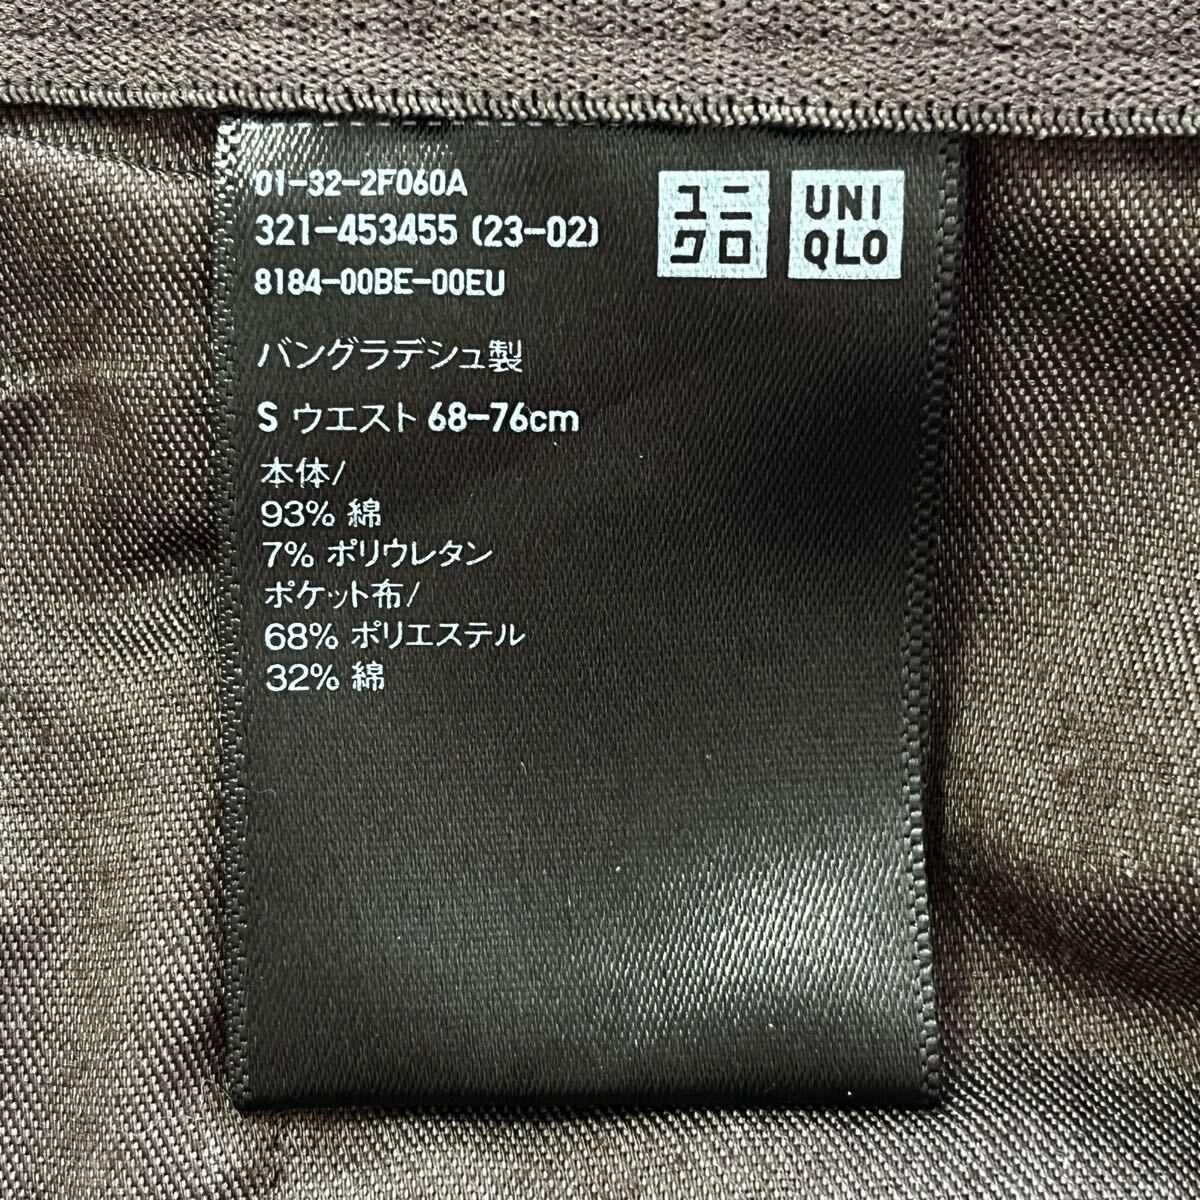 01-32-2F060A
321-453455 (23-02)
8184-00BE-00EU
ユニ
クロ
UNI
QLO
バングラデシュ製
S ウエスト 68-76cm
本体/
93% 綿
7% ポリウレタン
ポケット布/
68% ポリエステル
32% 綿